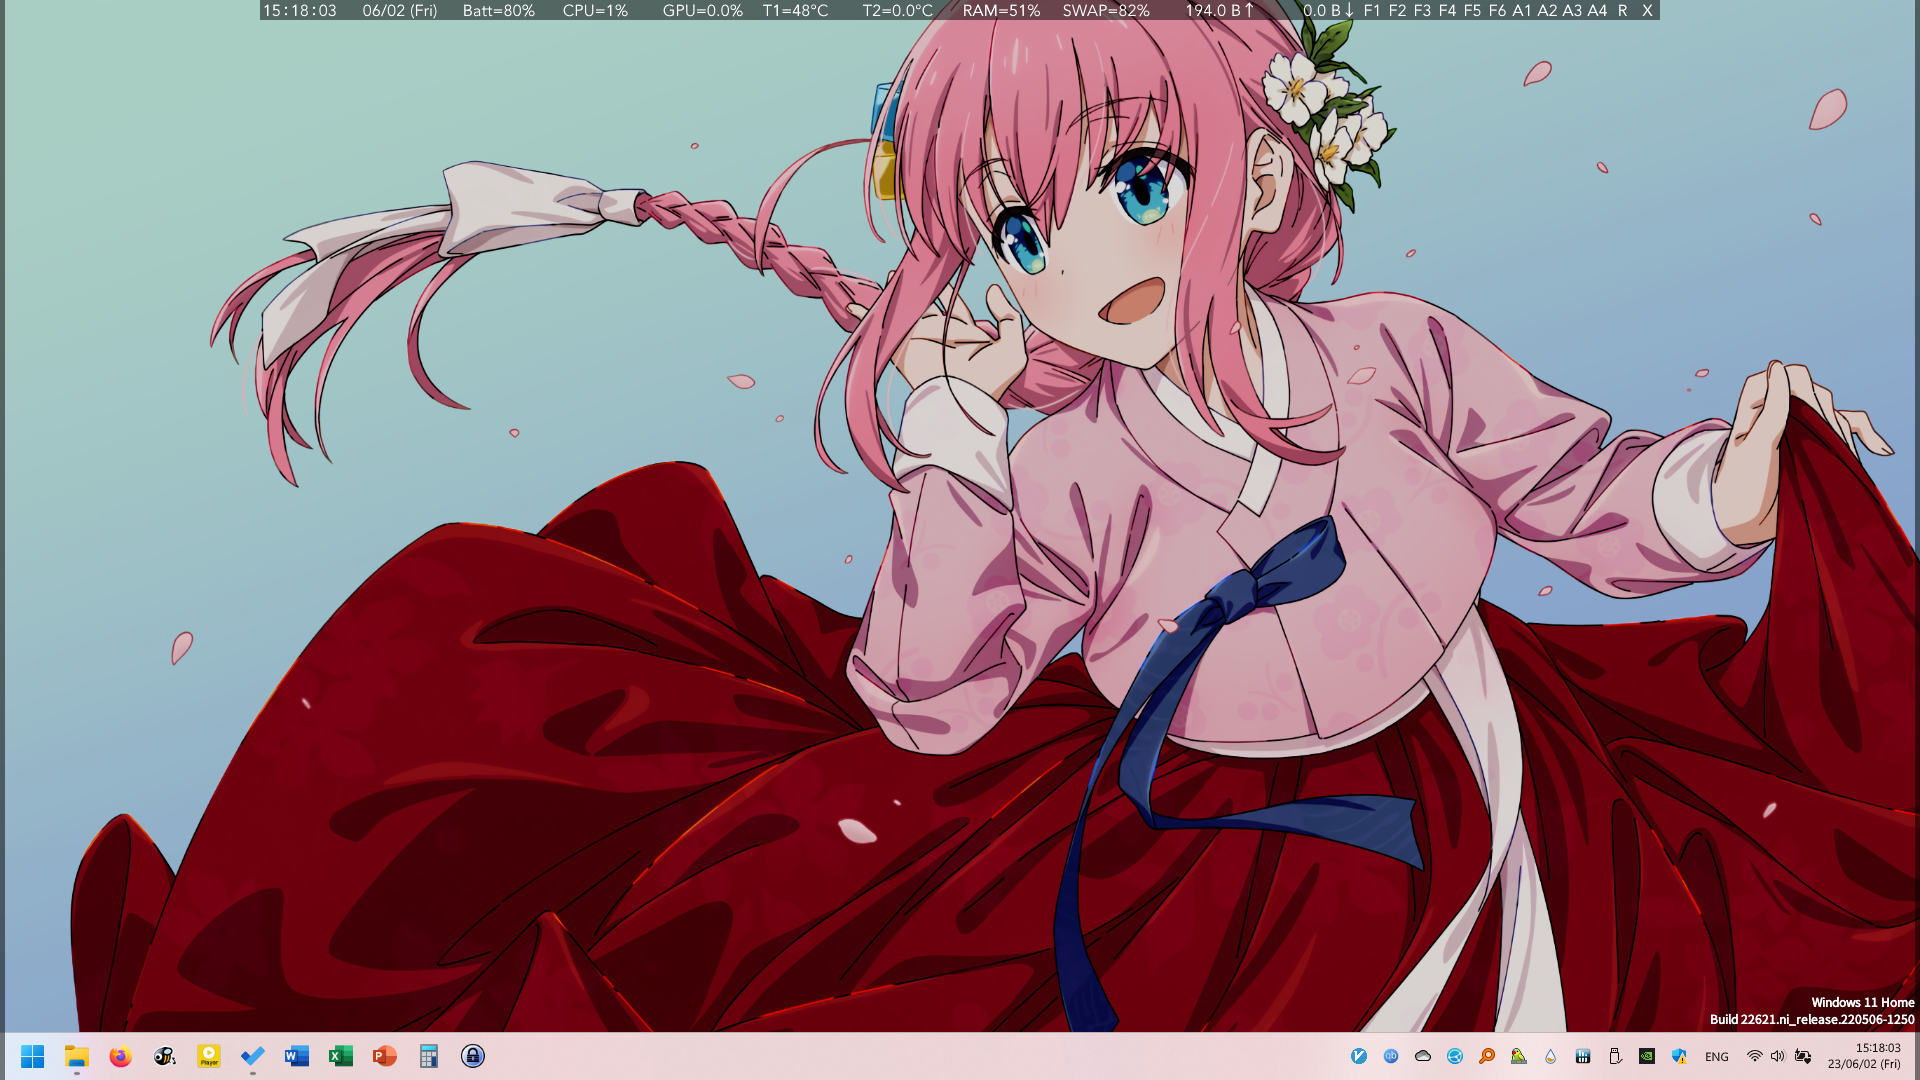 15:18:03 06/02 (Fri) Batt=80% CPU=1% GPU=0.0% T1=48°C T2=0.0°C RAM=51% SWAP=82% 194.0 B↑ 0.0 B↓ F1 F2 F3 F4 F5 F6 A1 A2 A3 A4 R X
Windows 11 Home
Build 22621.ni_release.220506-1250
Player
W
X
P
qb
ENG
15:18:03
23/06/02 (Fri)